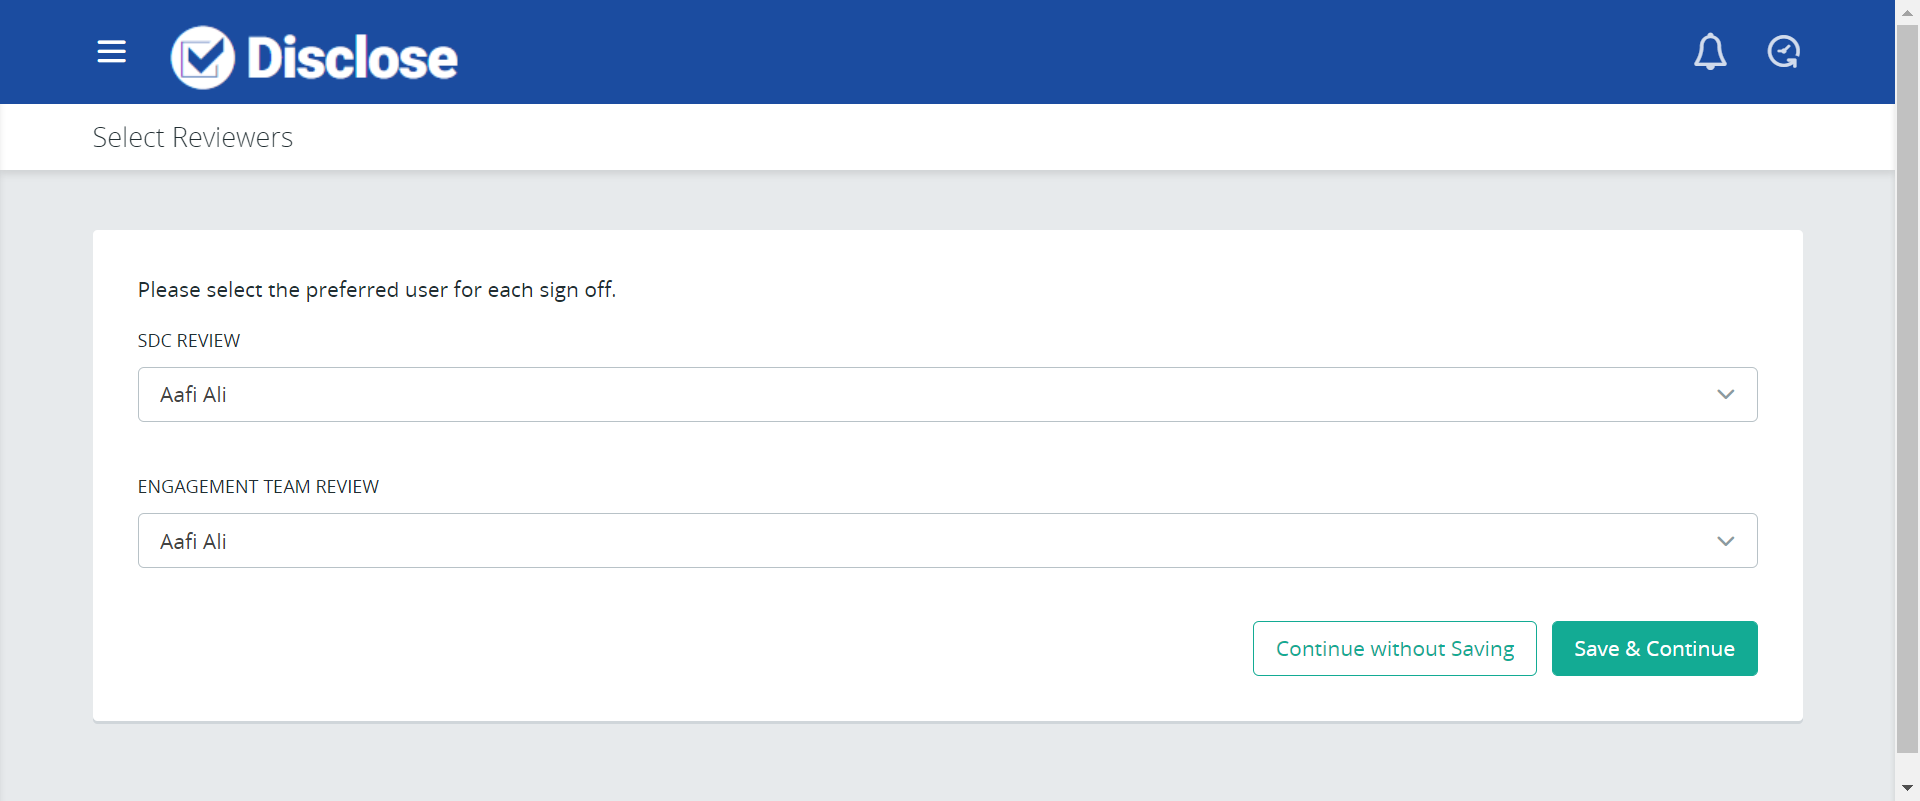 Disclose
Select Reviewers
Please select the preferred user for each sign off.
SDC REVIEW
Aafi Ali
ENGAGEMENT TEAM REVIEW
Aafi Ali
Continue without Saving
Save & Continue